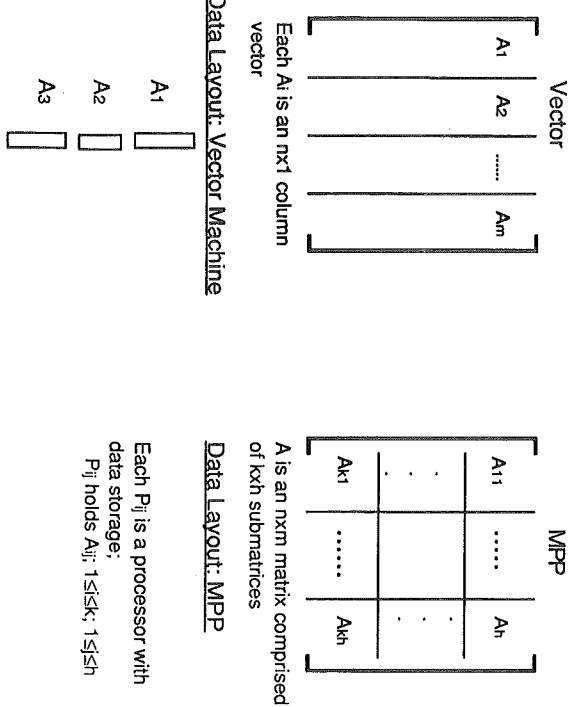 Vector
A1 A2 ...... Am
Each Ai is an nx1 column
vector
Data Layout: Vector Machine
A1
A2
A3
MPP
A11 ..... Ah
. . . . . .
Ak1 ...... Akh
A is an nxm matrix comprised
of kxh submatrices
Data Layout: MPP
Each Pij is a processor with
data storage;
Pij holds Aij; 1≤i≤k; 1≤j≤h